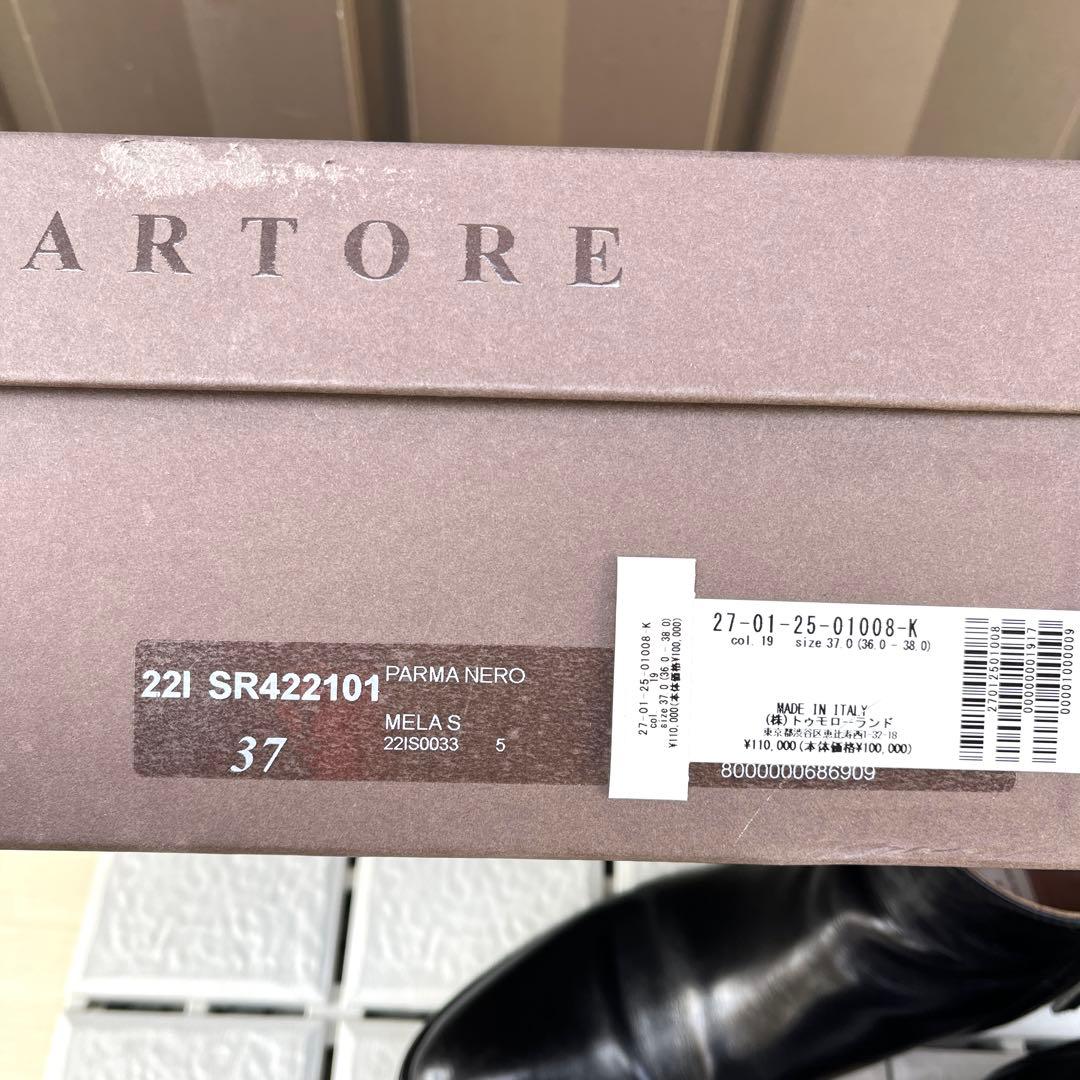 ARTORE
22I SR422101
PARMA NERO
MELA S
37
22IS0033 5
8000000686909
27-01-25-01008-K
col. 19
size 37.0 (36.0 - 38.0)
¥110,000(本体価格¥100,000)
27-01-25-01008-K
col. 19 size 37.0 (36.0 - 38.0)
MADE IN ITALY
(株)トゥモローランド
東京都渋谷区恵比寿西1-32-18
¥110,000(本体価格¥100,000)
2701250 1008
0000000001917
00001000009